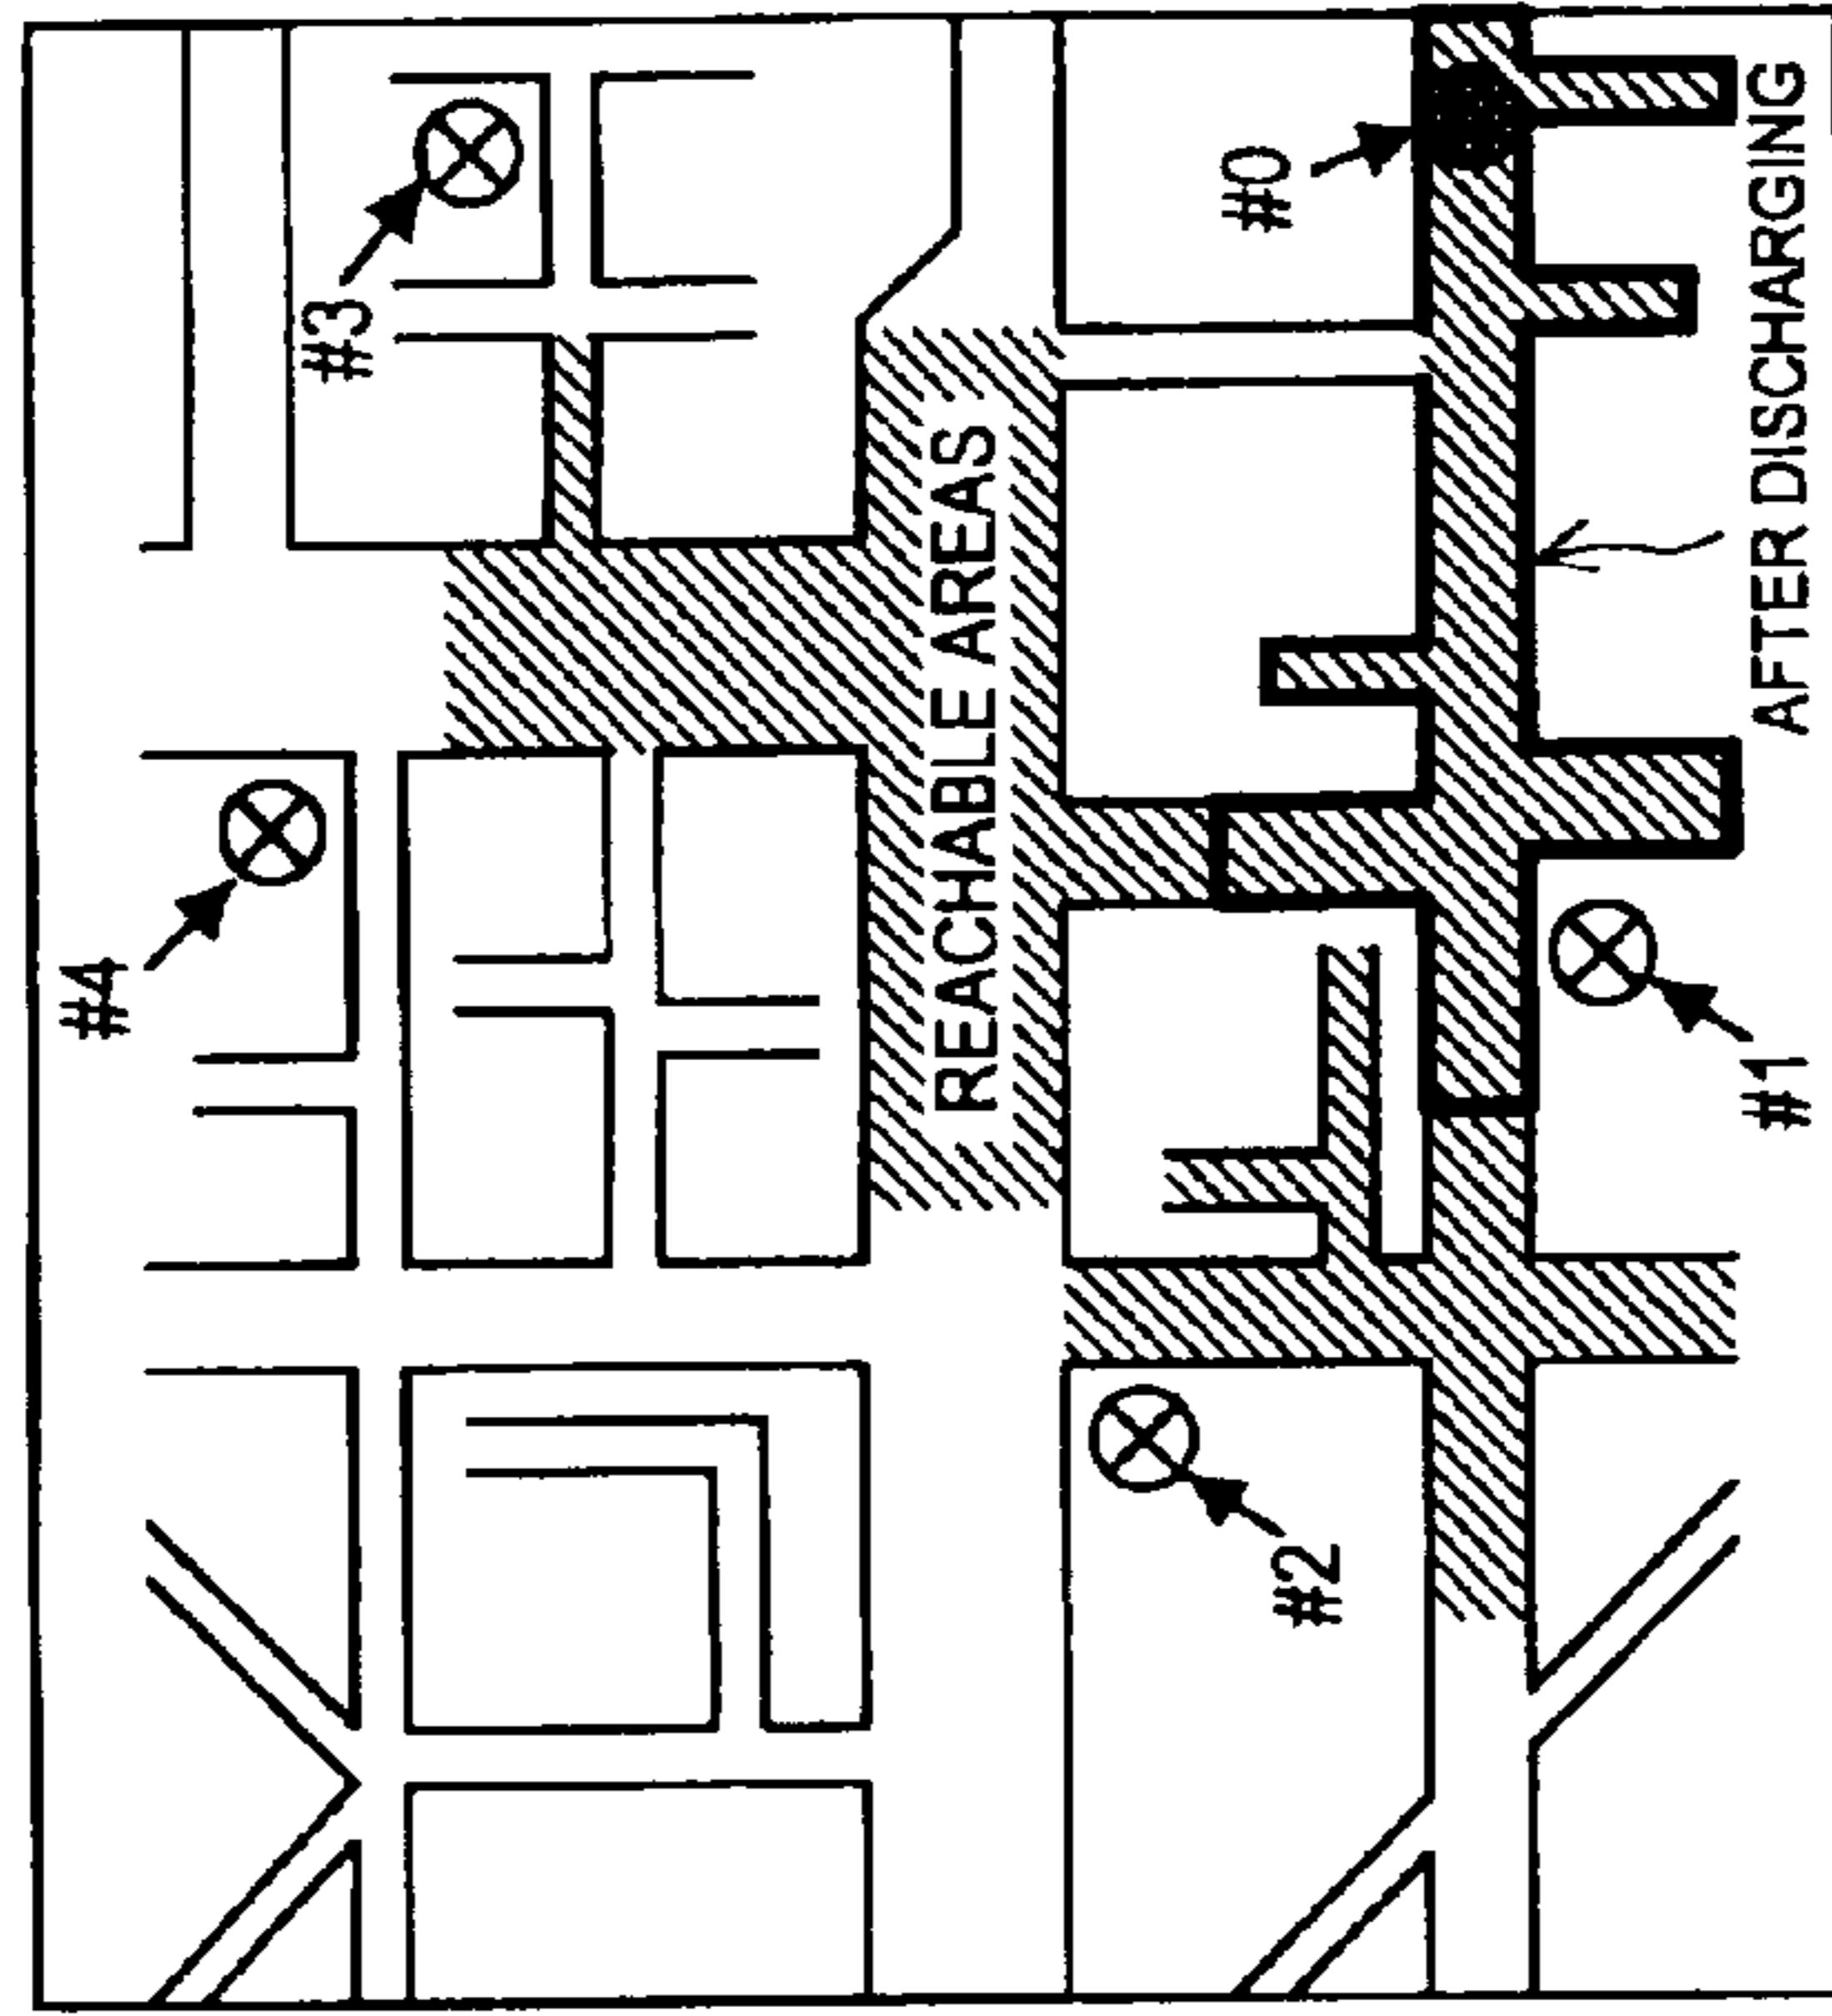 #4
#3
REACHABLE AREAS
#2
#0
#1
AFTER DISCHARGING